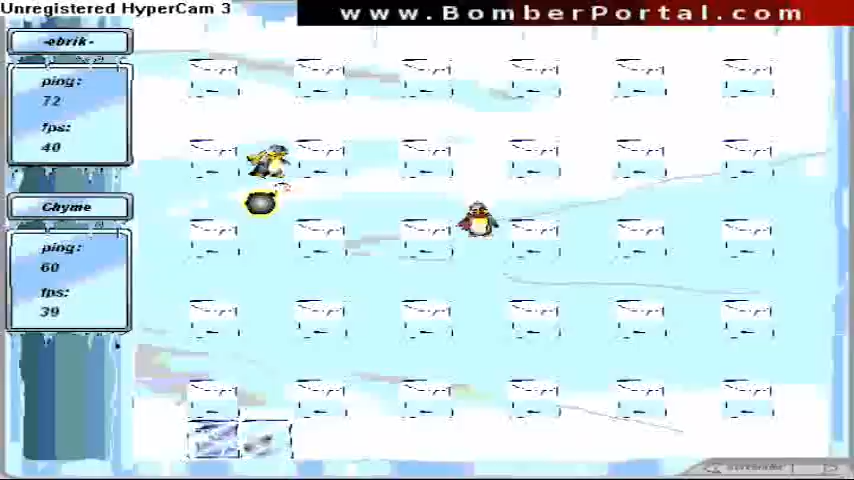 Unregistered HyperCam 3
www.BomberPortal.com
-ebrik-
ping:
72
fps:
40
Chyme
ping:
60
fps:
39